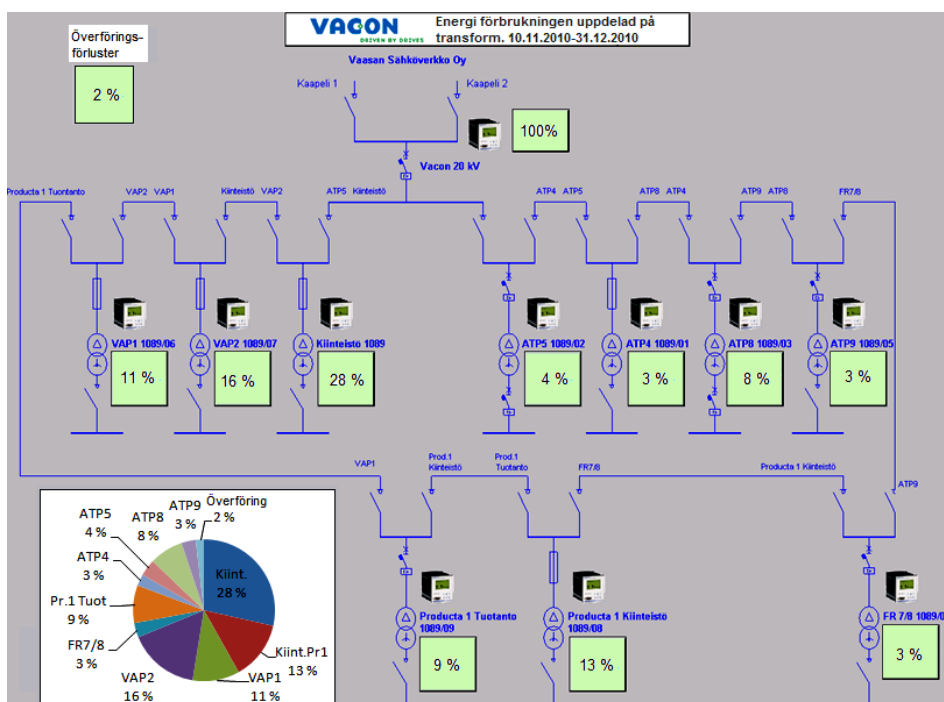 Överförings-
förluster
2 %
VACON
DRIVEN BY DRIVES
Energi förbrukningen uppdelad på
transform. 10.11.2010-31.12.2010
Vaasan Sähköverkko Oy
Kaapeli 1
Kaapeli 2
100%
Vacon 20 kV
Producta 1 Tuontanto
VAP2 VAP1
Kiinteistö VAP2
ATP5 Kiinteistö
ATP4 ATP5
ATP8 ATP4
ATP9 ATP8
FR7/8
VAP1 1089/06
11 %
VAP2 1089/07
16 %
Kiinteistö 1089
28 %
ATP5 1089/02
4 %
ATP4 1089/01
3 %
ATP8 1089/03
8 %
ATP9 1089/05
3 %
VAP1
Prod.1
Kiinteistö
Prod.1
Tuotanto
FR7/8
Producta 1 Kiinteistö
ATP9
Producta 1 Tuotanto
1089/09
9 %
Producta 1 Kiinteistö
1089/08
13 %
FR 7/8 1089/0
3 %
Överföring
2 %
ATP9
3 %
ATP8
8 %
ATP5
4 %
ATP4
3 %
Pr.1 Tuot
9 %
FR7/8
3 %
VAP2
16 %
VAP1
11 %
Kiint.Pr1
13 %
Kiint.
28 %